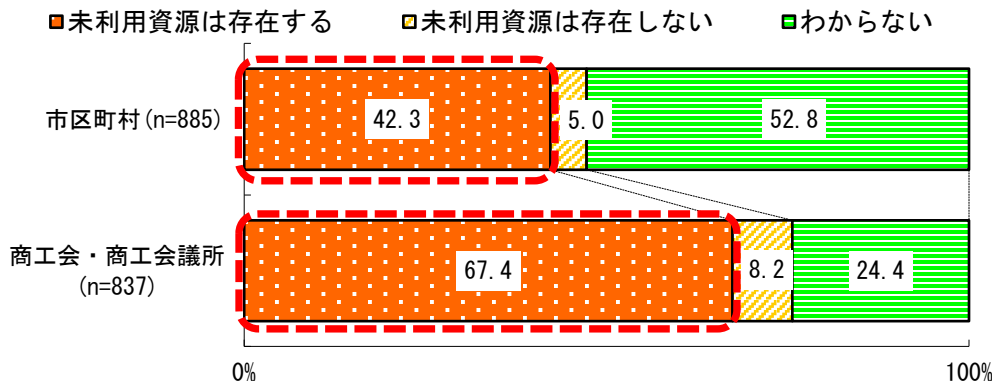 未利用資源は存在する 未利用資源は存在しない わからない
市区町村(n=885) 42.3 5.0 52.8
商工会・商工会議所
(n=837)
67.4 8.2 24.4
0% 100%